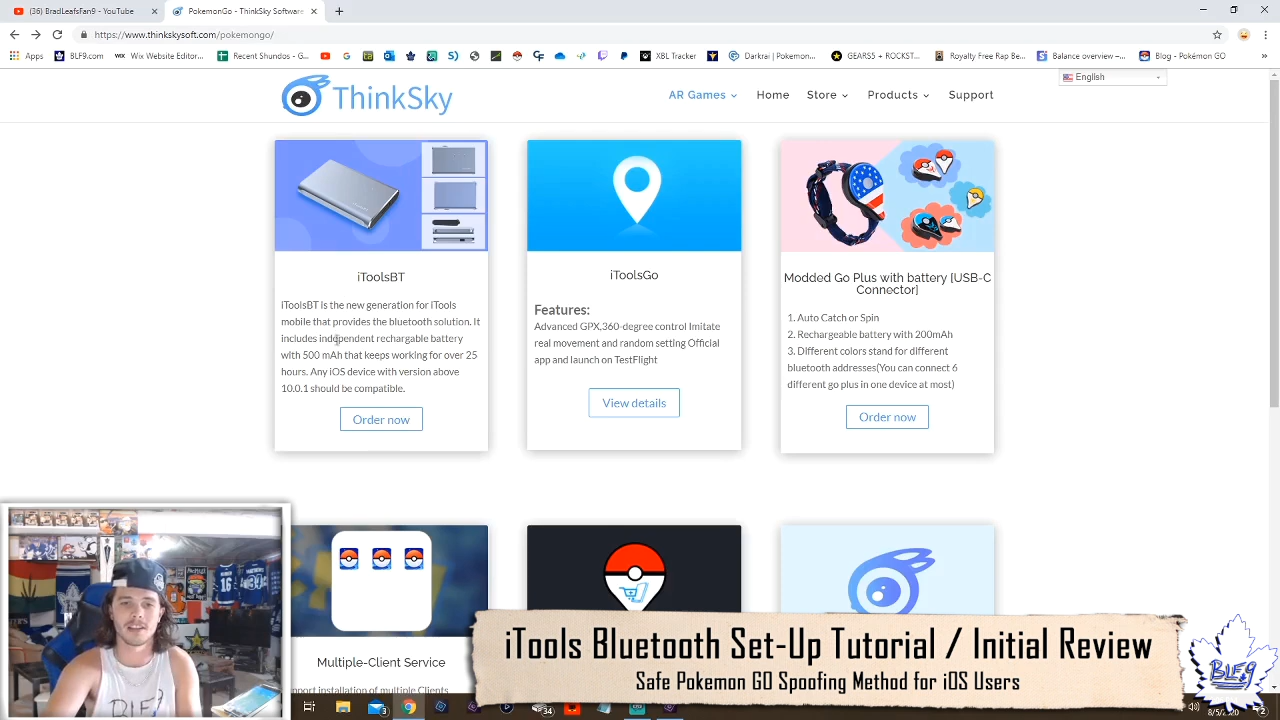 (36) BradLeafsFan9 - YouTube
PokemonGo - ThinkSky Software
https://www.thinkskysoft.com/pokemongo/
Apps
BLF9.com
Wix Website Editor...
Recent Shundos - G...
XBL Tracker
Darkrai | Pokemon...
GEARSS + ROCKST...
Royalty Free Rap Be...
Balance overview –...
Blog - Pokémon GO
ThinkSky
AR Games
Home
Store
Products
Support
English
iToolsBT
iToolsBT is the new generation for iTools
mobile that provides the bluetooth solution. It
includes independent rechargable battery
with 500 mAh that keeps working for over 25
hours. Any iOS device with version above
10.0.1 should be compatible.
Order now
iToolsGo
Features:
Advanced GPX,360-degree control Imitate
real movement and random setting Official
app and launch on TestFlight
View details
Modded Go Plus with battery [USB-C
Connector]
1. Auto Catch or Spin
2. Rechargeable battery with 200mAh
3. Different colors stand for different
bluetooth addresses(You can connect 6
different go plus in one device at most)
Order now
Multiple-Client Service
port installation of multiple Clients
iTools Bluetooth Set-Up Tutorial / Initial Review
Safe Pokemon GO Spoofing Method for iOS Users
BLF9
16
34